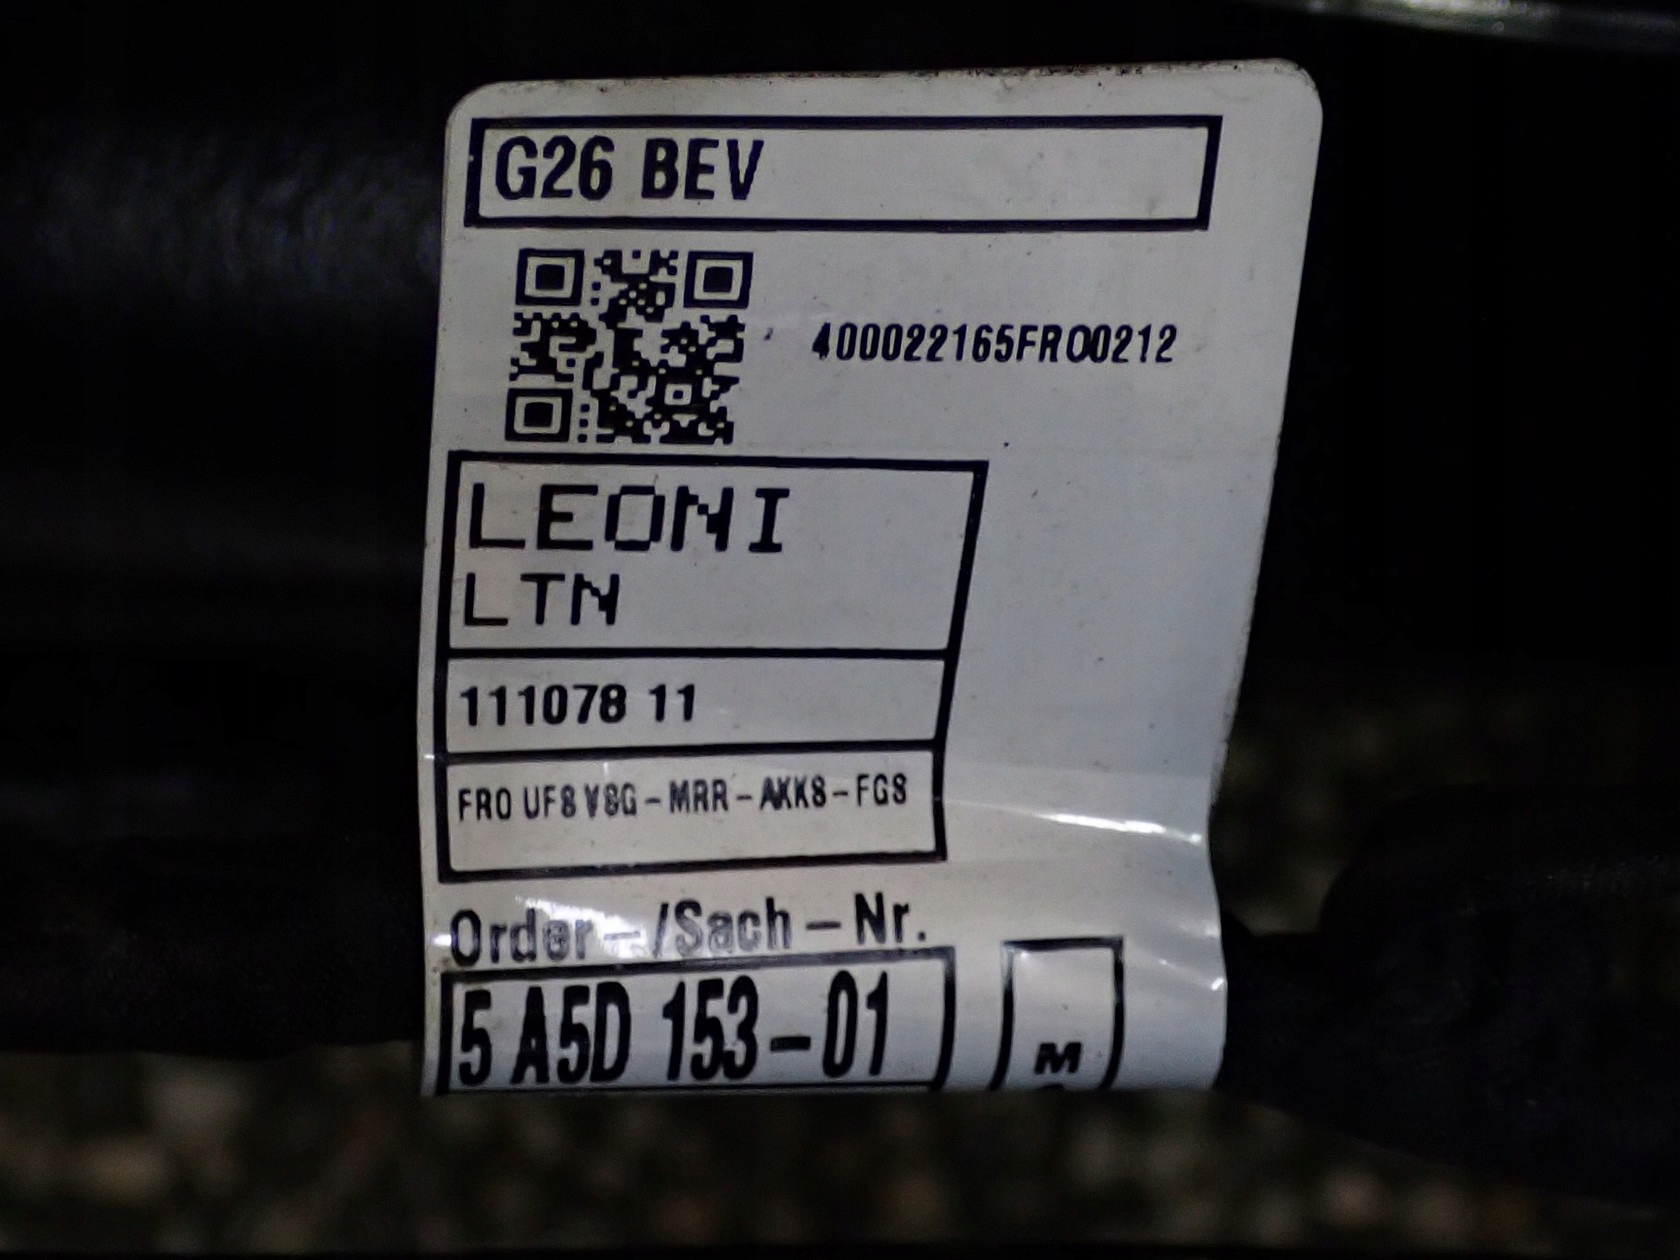 G26 BEV
400022165FRO0212
LEONI
LTN
111078 11
FRO UF8 V8G-MRR-AKK8-FG8
Order-/Sach-Nr.
5 A5D 153-01
M